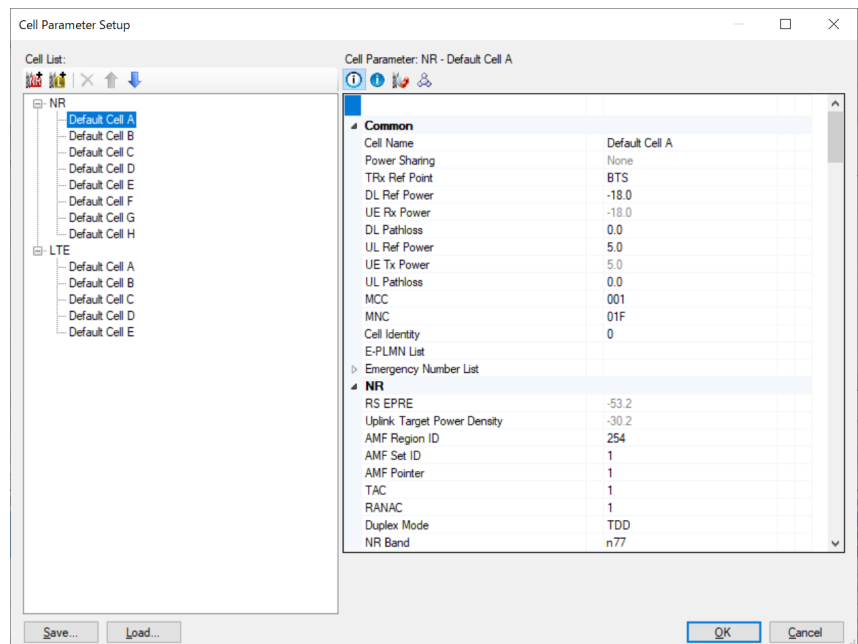 Cell Parameter Setup
Cell List:
NR
Default Cell A
Default Cell B
Default Cell C
Default Cell D
Default Cell E
Default Cell F
Default Cell G
Default Cell H
LTE
Default Cell A
Default Cell B
Default Cell C
Default Cell D
Default Cell E
Cell Parameter: NR - Default Cell A
Common
Cell Name Default Cell A
Power Sharing None
TRx Ref Point BTS
DL Ref Power -18.0
UE Rx Power -18.0
DL Pathloss 0.0
UL Ref Power 5.0
UE Tx Power 5.0
UL Pathloss 0.0
MCC 001
MNC 01F
Cell Identity 0
E-PLMN List
Emergency Number List
NR
RS EPRE -53.2
Uplink Target Power Density -30.2
AMF Region ID 254
AMF Set ID 1
AMF Pointer 1
TAC 1
RANAC 1
Duplex Mode TDD
NR Band n77
Save... Load... OK Cancel